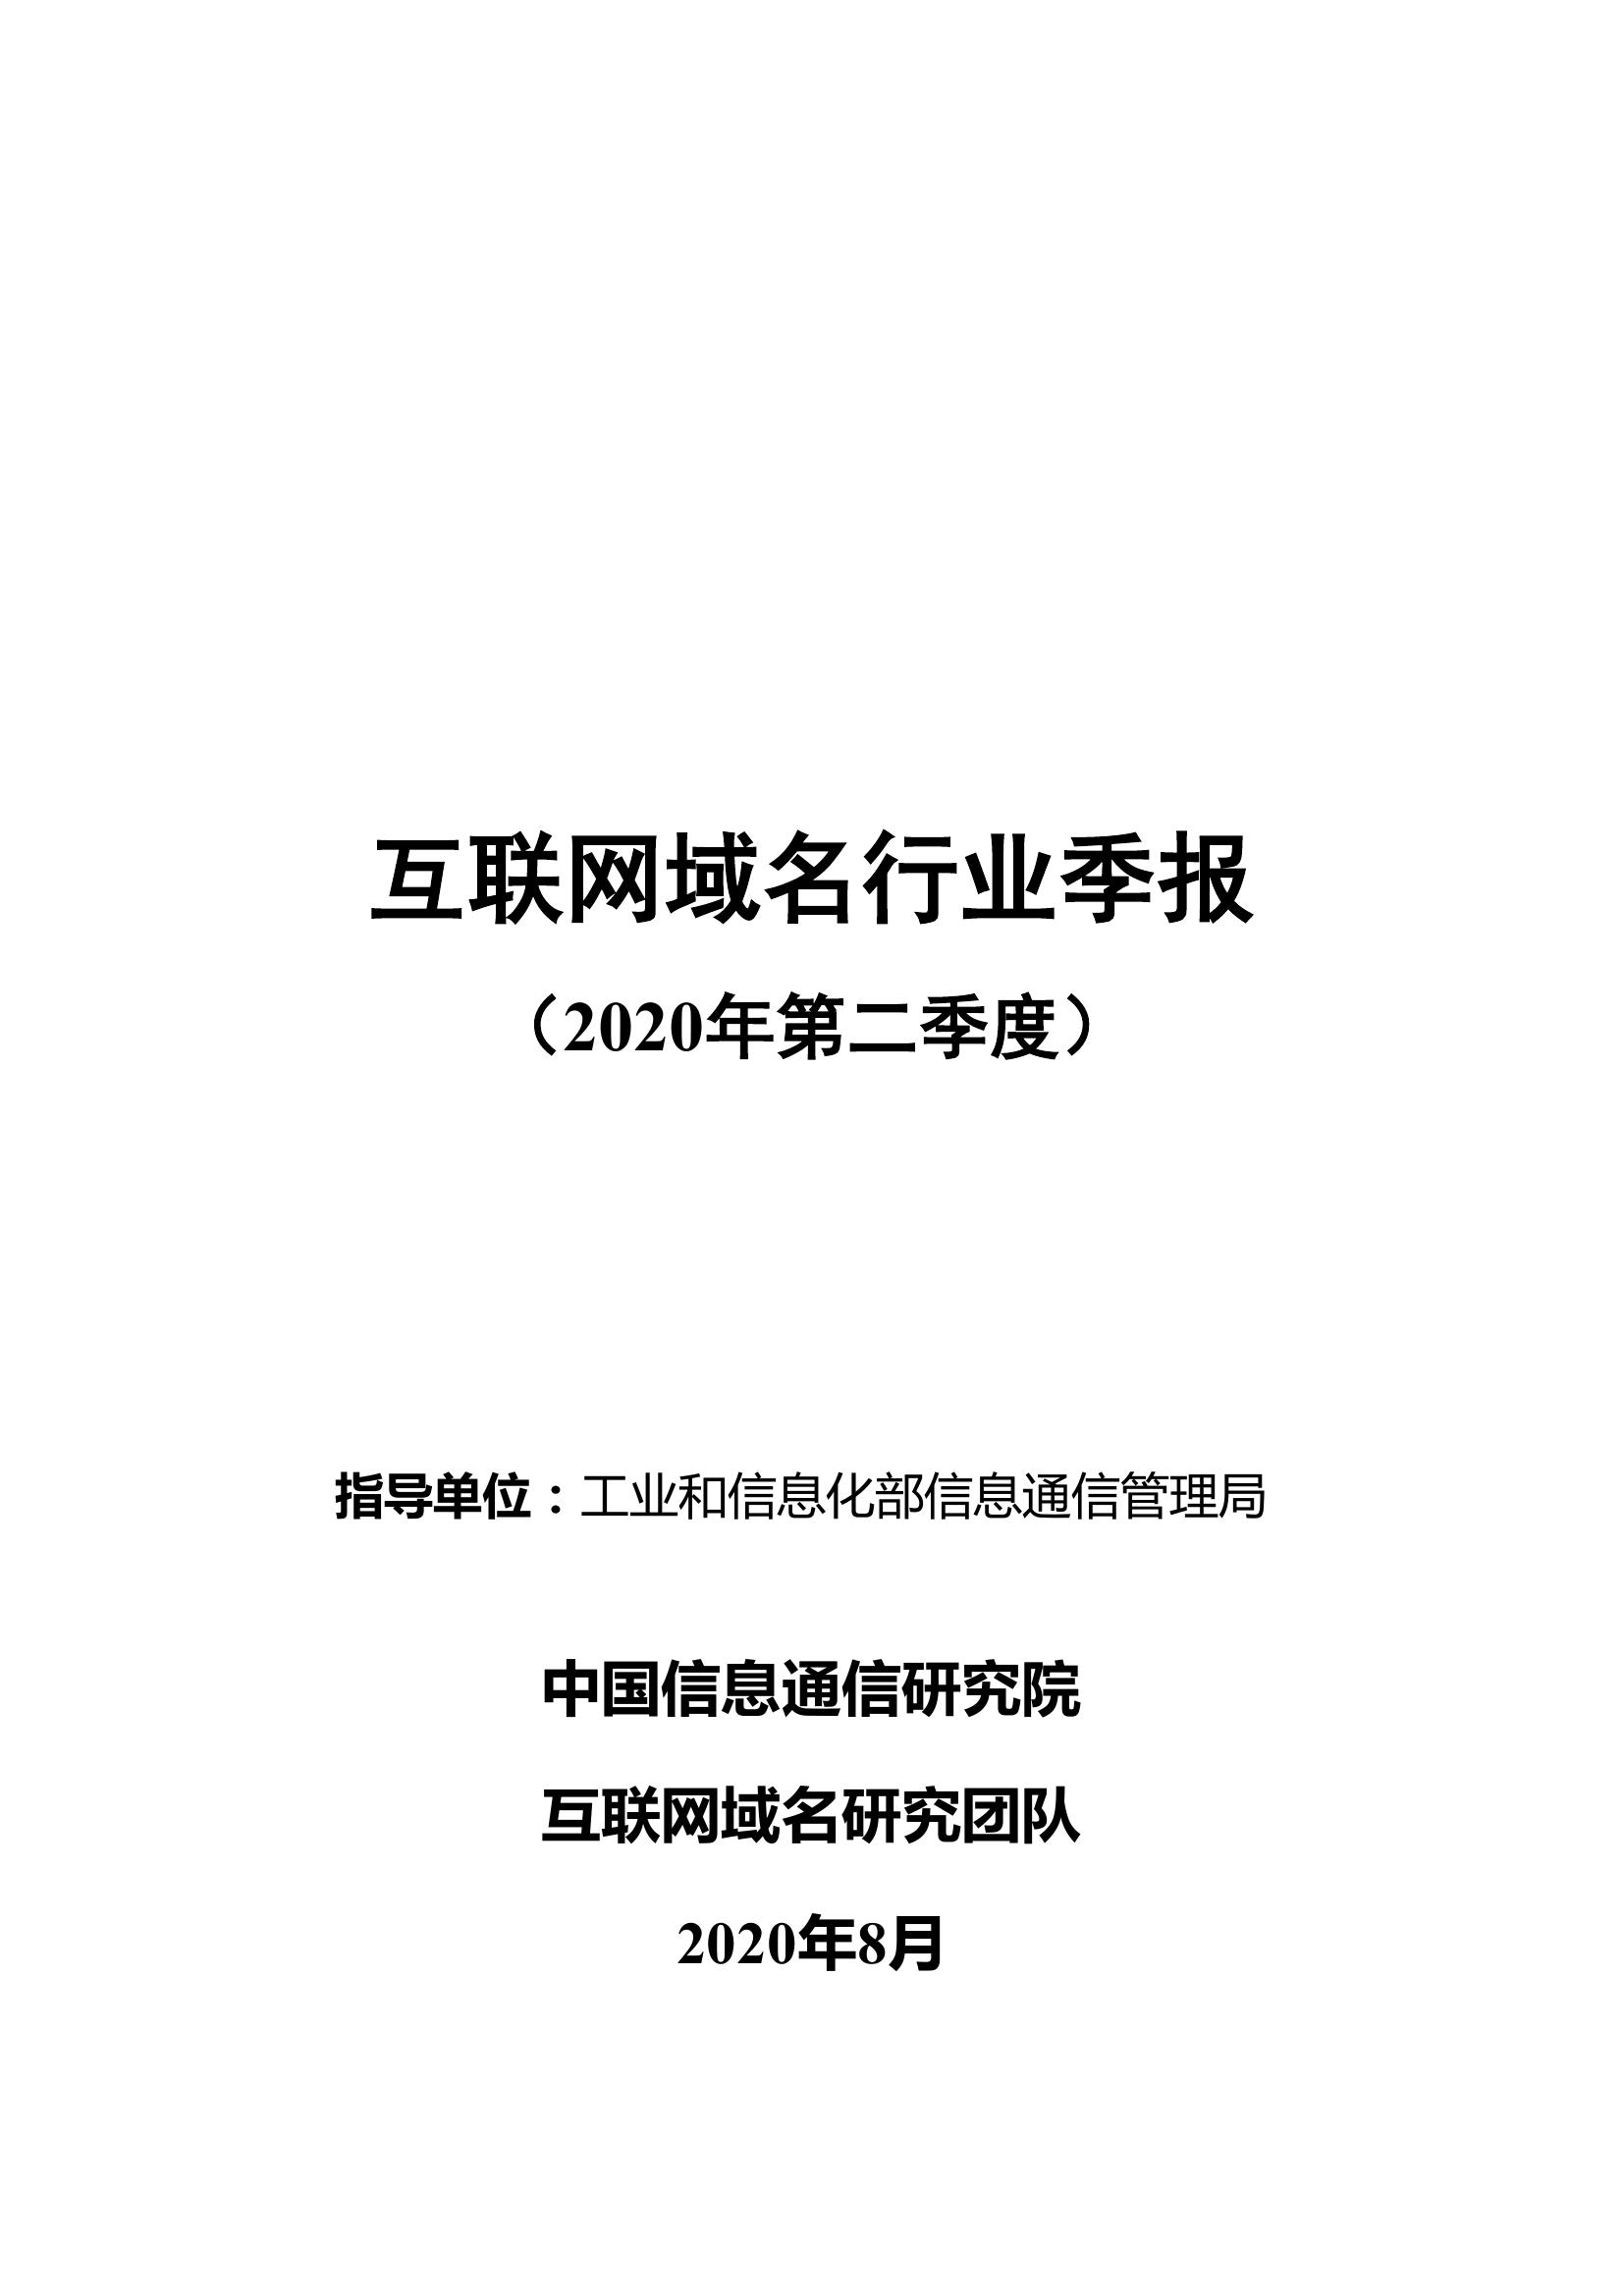 互联网域名行业季报
（2020年第二季度）
指导单位：工业和信息化部信息通信管理局
中国信息通信研究院
互联网域名研究团队
2020年8月